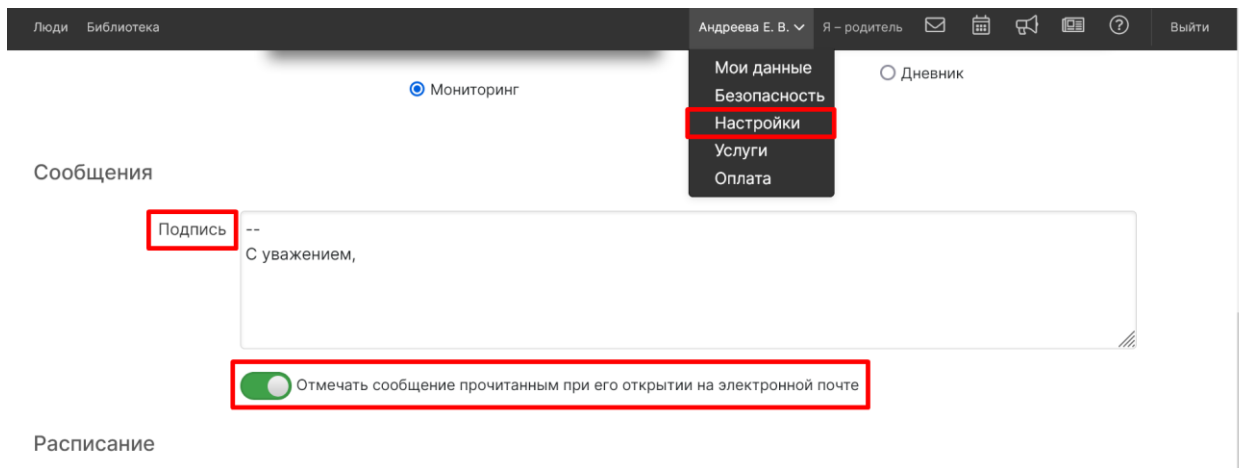 Люди Библиотека Андреева Е. В. Я – родитель Выйти
Мои данные
Безопасность
Настройки
Услуги
Оплата
Мониторинг
Дневник
Сообщения
Подпись
--
С уважением,
Отмечать сообщение прочитанным при его открытии на электронной почте
Расписание